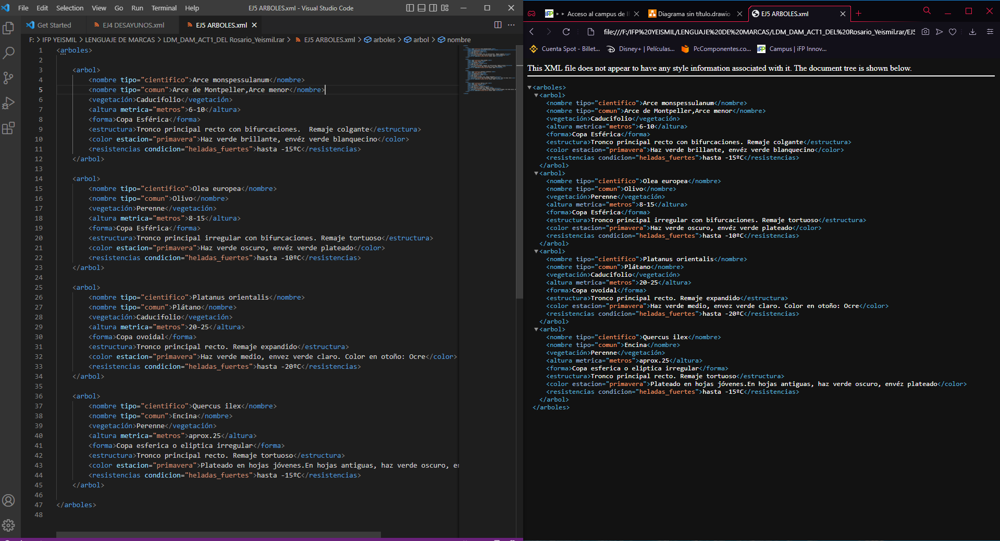 File Edit Selection View Go Run Terminal Help EJ5 ARBOLES.xml - Visual Studio Code
Get Started EJ4 DESAYUNOS.xml EJ5 ARBOLES.xml
F: > IFP YEISMIL > LENGUAJE DE MARCAS > LDM_DAM_ACT1_DEL Rosario_Yeismil.rar > EJ5 ARBOLES.xml > arboles > arbol > nombre
1 <arboles>
2
3 <arbol>
4 <nombre tipo="cientifico">Arce monspessulanum</nombre>
5 <nombre tipo="comun">Arce de Montpeller,Arce menor</nombre>
6 <vegetación>Caducifolio</vegetación>
7 <altura metrica="metros">6-10</altura>
8 <forma>Copa Esférica</forma>
9 <estructura>Tronco principal recto con bifurcaciones.  Remaje colgante</estructura>
10 <color estacion="primavera">Haz verde brillante, envéz verde blanquecino</color>
11 <resistencias condicion="heladas_fuertes">hasta -15ºC</resistencias>
12 </arbol>
13
14 <arbol>
15 <nombre tipo="cientifico">Olea europea</nombre>
16 <nombre tipo="comun">Olivo</nombre>
17 <vegetación>Perenne</vegetación>
18 <altura metrica="metros">8-15</altura>
19 <forma>Copa Esférica</forma>
20 <estructura>Tronco principal irregular con bifurcaciones. Remaje tortuoso</estructura>
21 <color estacion="primavera">Haz verde oscuro, envéz verde plateado</color>
22 <resistencias condicion="heladas_fuertes">hasta -10ºC</resistencias>
23 </arbol>
24
25 <arbol>
26 <nombre tipo="cientifico">Platanus orientalis</nombre>
27 <nombre tipo="comun">Plátano</nombre>
28 <vegetación>Caducifolio</vegetación>
29 <altura metrica="metros">20-25</altura>
30 <forma>Copa ovoidal</forma>
31 <estructura>Tronco principal recto. Remaje expandido</estructura>
32 <color estacion="primavera">Haz verde medio, envez verde claro. Color en otoño: Ocre</color>
33 <resistencias condicion="heladas_fuertes">hasta -20ºC</resistencias>
34 </arbol>
35
36 <arbol>
37 <nombre tipo="cientifico">Quercus ilex</nombre>
38 <nombre tipo="comun">Encina</nombre>
39 <vegetación>Perenne</vegetación>
40 <altura metrica="metros">aprox.25</altura>
41 <forma>Copa esferica o eliptica irregular</forma>
42 <estructura>Tronco principal recto. Remaje tortuoso</estructura>
43 <color estacion="primavera">Plateado en hojas jóvenes.En hojas antiguas, haz verde oscuro,
44 <resistencias condicion="heladas_fuertes">hasta -15ºC</resistencias>
45 </arbol>
46
47 </arboles>
48
iFP Acceso al campus de Diagrama sin título.drawio EJ5 ARBOLES.xml
file:///F:/IFP%20YEISMIL/LENGUAJE%20DE%20MARCAS/LDM_DAM_ACT1_DEL%20Rosario_Yeismil.rar/EJ5
Cuenta Spot - Billet... Disney+ | Películas... PcComponentes.co... iFP Campus | iFP Innov...
This XML file does not appear to have any style information associated with it. The document tree is shown below.
<arboles>
<arbol>
<nombre tipo="cientifico">Arce monspessulanum</nombre>
<nombre tipo="comun">Arce de Montpeller,Arce menor</nombre>
<vegetación>Caducifolio</vegetación>
<altura metrica="metros">6-10</altura>
<forma>Copa Esférica</forma>
<estructura>Tronco principal recto con bifurcaciones. Remaje colgante</estructura>
<color estacion="primavera">Haz verde brillante, envéz verde blanquecino</color>
<resistencias condicion="heladas_fuertes">hasta -15ºC</resistencias>
</arbol>
<arbol>
<nombre tipo="cientifico">Olea europea</nombre>
<nombre tipo="comun">Olivo</nombre>
<vegetación>Perenne</vegetación>
<altura metrica="metros">8-15</altura>
<forma>Copa Esférica</forma>
<estructura>Tronco principal irregular con bifurcaciones. Remaje tortuoso</estructura>
<color estacion="primavera">Haz verde oscuro, envéz verde plateado</color>
<resistencias condicion="heladas_fuertes">hasta -10ºC</resistencias>
</arbol>
<arbol>
<nombre tipo="cientifico">Platanus orientalis</nombre>
<nombre tipo="comun">Plátano</nombre>
<vegetación>Caducifolio</vegetación>
<altura metrica="metros">20-25</altura>
<forma>Copa ovoidal</forma>
<estructura>Tronco principal recto. Remaje expandido</estructura>
<color estacion="primavera">Haz verde medio, envez verde claro. Color en otoño: Ocre</color>
<resistencias condicion="heladas_fuertes">hasta -20ºC</resistencias>
</arbol>
<arbol>
<nombre tipo="cientifico">Quercus ilex</nombre>
<nombre tipo="comun">Encina</nombre>
<vegetación>Perenne</vegetación>
<altura metrica="metros">aprox.25</altura>
<forma>Copa esferica o eliptica irregular</forma>
<estructura>Tronco principal recto. Remaje tortuoso</estructura>
<color estacion="primavera">Plateado en hojas jóvenes.En hojas antiguas, haz verde oscuro, envéz plateado</color>
<resistencias condicion="heladas_fuertes">hasta -15ºC</resistencias>
</arbol>
</arboles>